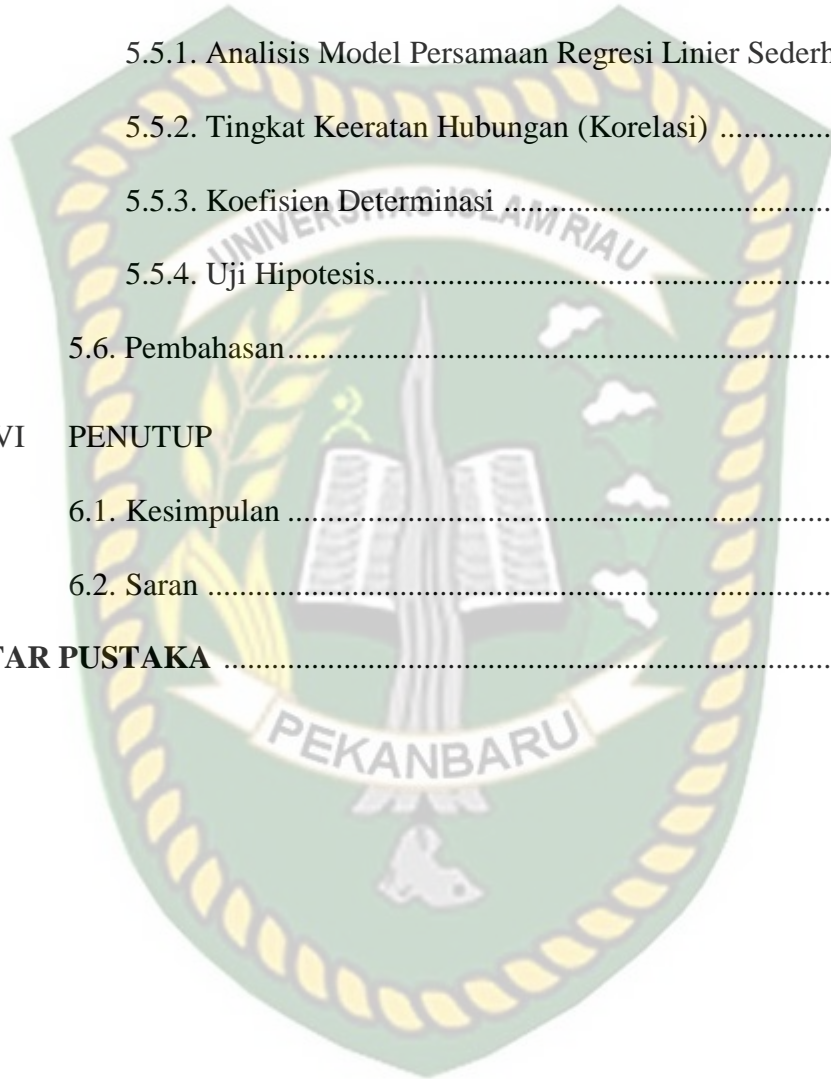 5.5.1. Analisis Model Persamaan Regresi Linier Sederh
5.5.2. Tingkat Keeratan Hubungan (Korelasi) ..............
5.5.3. Koefisien Determinasi ..........................................
UNIVERSITAS ISLAM RIAU
5.5.4. Uji Hipotesis..........................................................
5.6. Pembahasan.....................................................................
VI PENUTUP
6.1. Kesimpulan .....................................................................
6.2. Saran ...............................................................................
TAR PUSTAKA .............................................................................
PEKANBARU